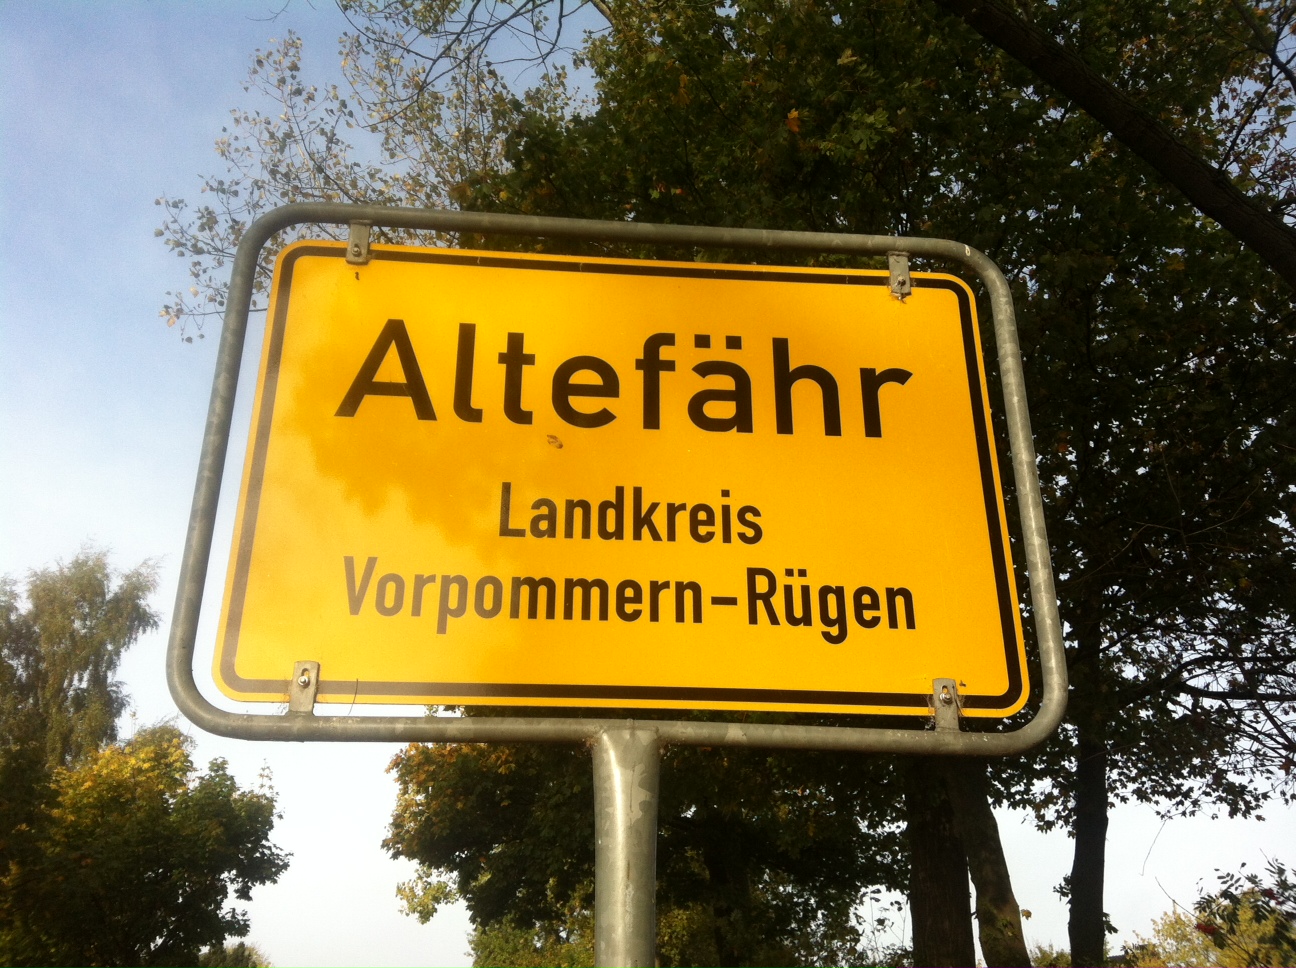 Altefähr
Landkreis
Vorpommern-Rügen